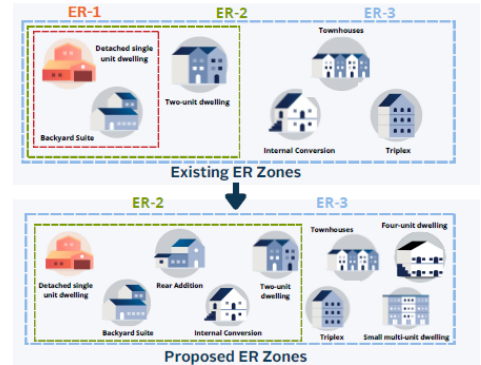 ER-1
ER-2
ER-3
Detached single
unit dwelling
Backyard Suite
Two-unit dwelling
Townhouses
Internal Conversion
Triplex
Existing ER Zones
ER-2
ER-3
Detached single
unit dwelling
Backyard Suite
Rear Addition
Internal Conversion
Two-unit
dwelling
Townhouses
Four-unit dwelling
Triplex
Small multi-unit dwelling
Proposed ER Zones